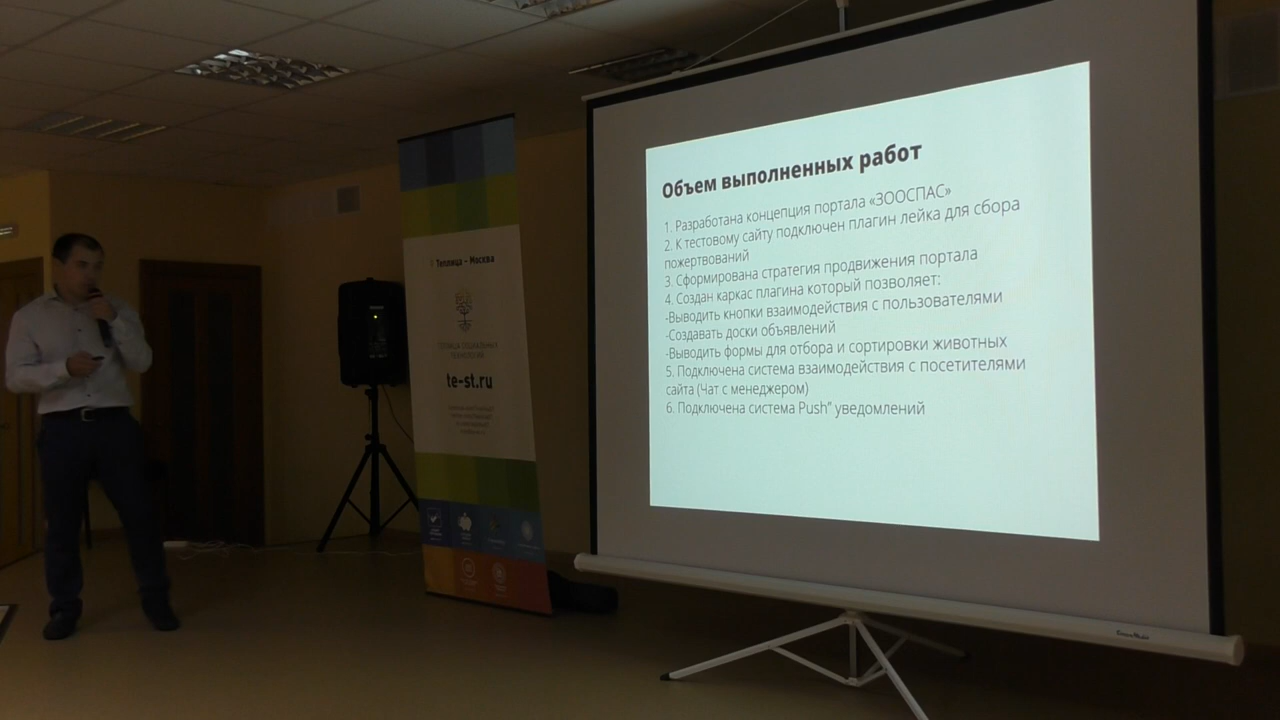 Теплица – Москва
te-st.ru
Объем выполненных работ
1. Разработана концепция портала «ЗООСПАС»
2. К тестовому сайту подключен плагин лейка для сбора
пожертвований
3. Сформирована стратегия продвижения портала
4. Создан каркас плагина который позволяет:
-Выводить кнопки взаимодействия с пользователями
-Создавать доски объявлений
-Выводить формы для отбора и сортировки животных
5. Подключена система взаимодействия с посетителями
сайта (Чат с менеджером)
6. Подключена система Push” уведомлений